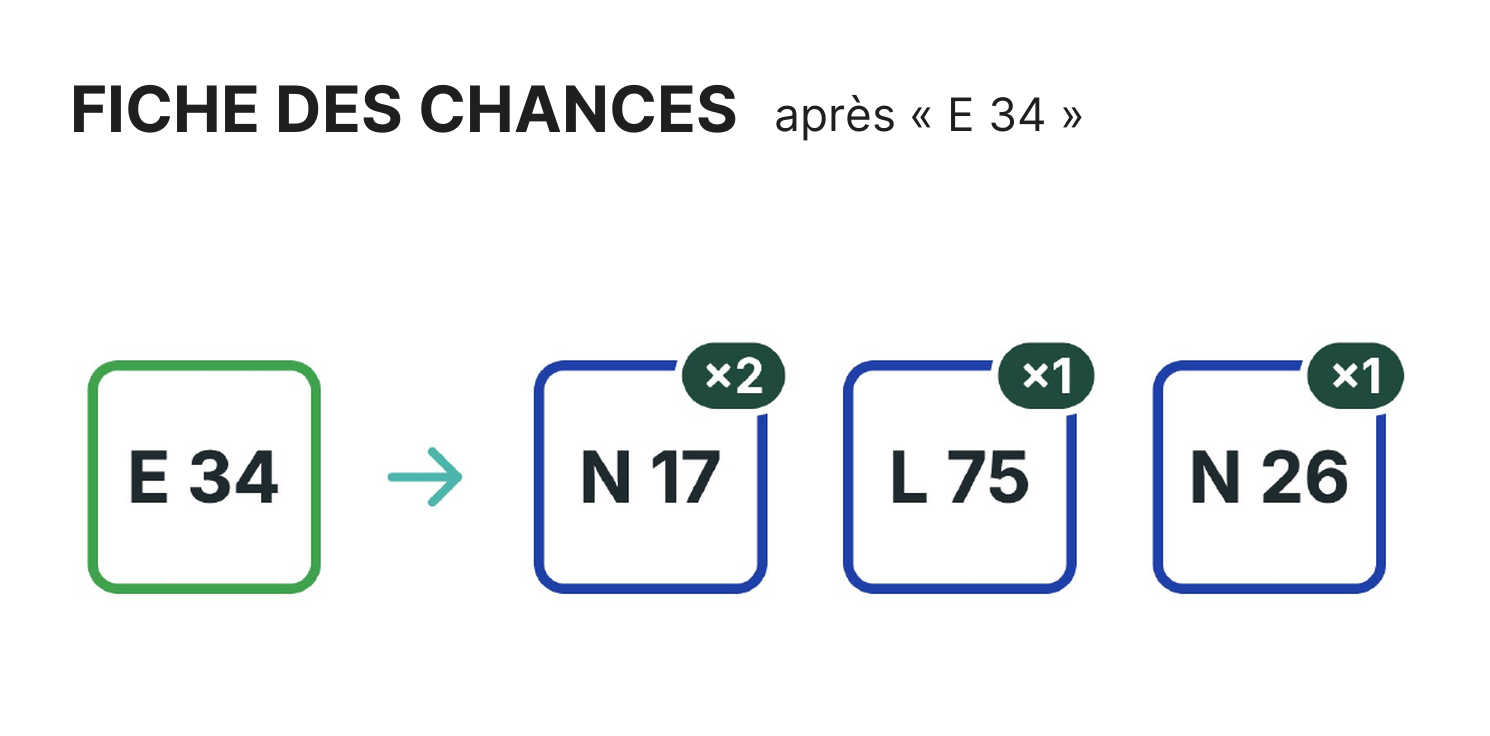 FICHE DES CHANCES après « E 34 »
×2 ×1 ×1
E 34 → N 17 L 75 N 26